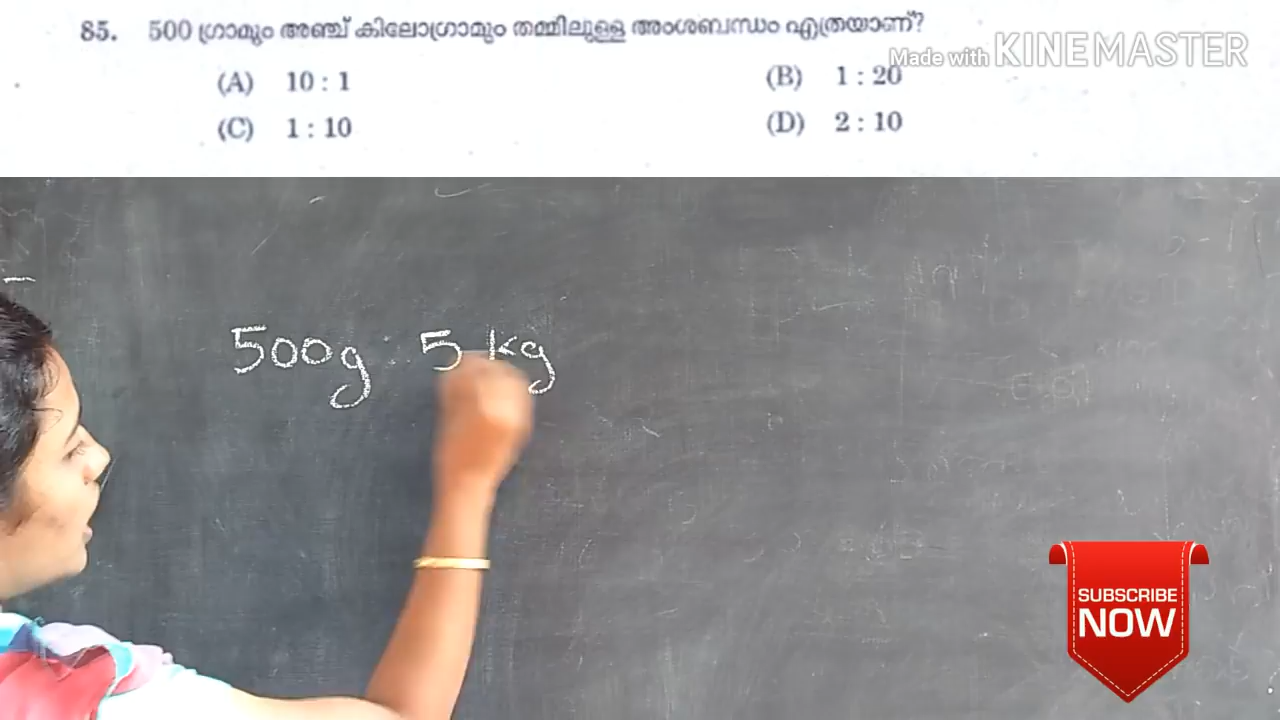 85. 500 ഗ്രാമും അഞ്ച് കിലോഗ്രാമും തമ്മിലുള്ള അംശബന്ധം എത്രയാണ്?
Made with KINEMASTER
(A) 10 : 1 (B) 1 : 20
(C) 1 : 10 (D) 2 : 10
500g 5 kg
SUBSCRIBE
NOW